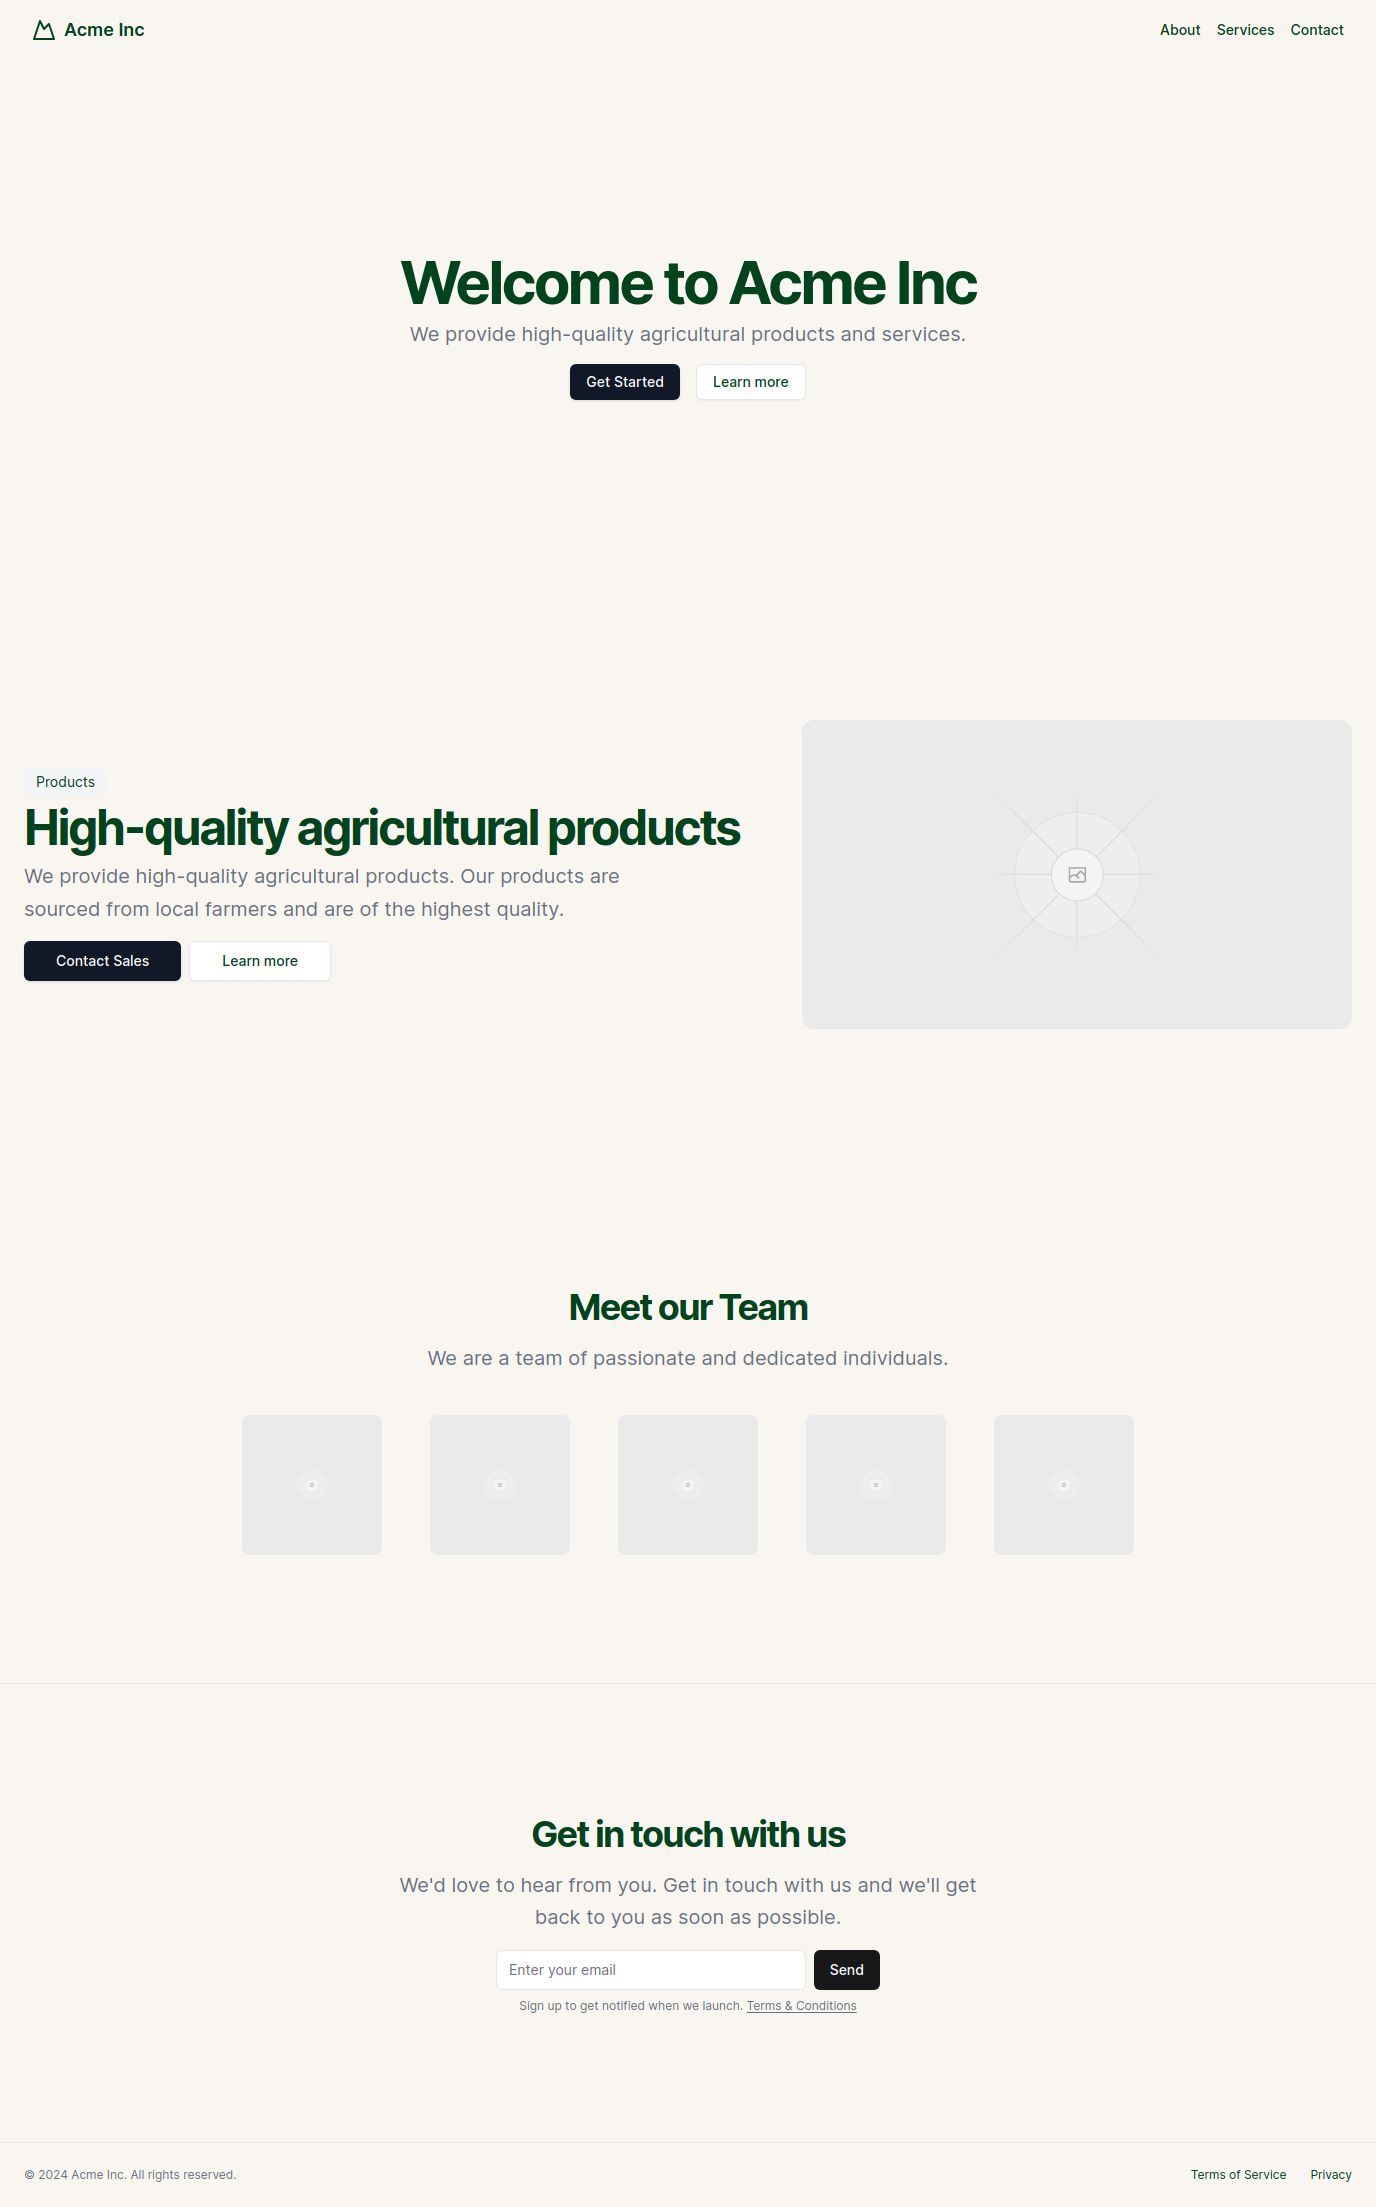 Acme Inc
About Services Contact
Welcome to Acme Inc
We provide high-quality agricultural products and services.
Get Started Learn more
Products
High-quality agricultural products
We provide high-quality agricultural products. Our products are
sourced from local farmers and are of the highest quality.
Contact Sales Learn more
Meet our Team
We are a team of passionate and dedicated individuals.
Get in touch with us
We'd love to hear from you. Get in touch with us and we'll get
back to you as soon as possible.
Enter your email Send
Sign up to get notified when we launch. Terms & Conditions
© 2024 Acme Inc. All rights reserved.
Terms of Service Privacy